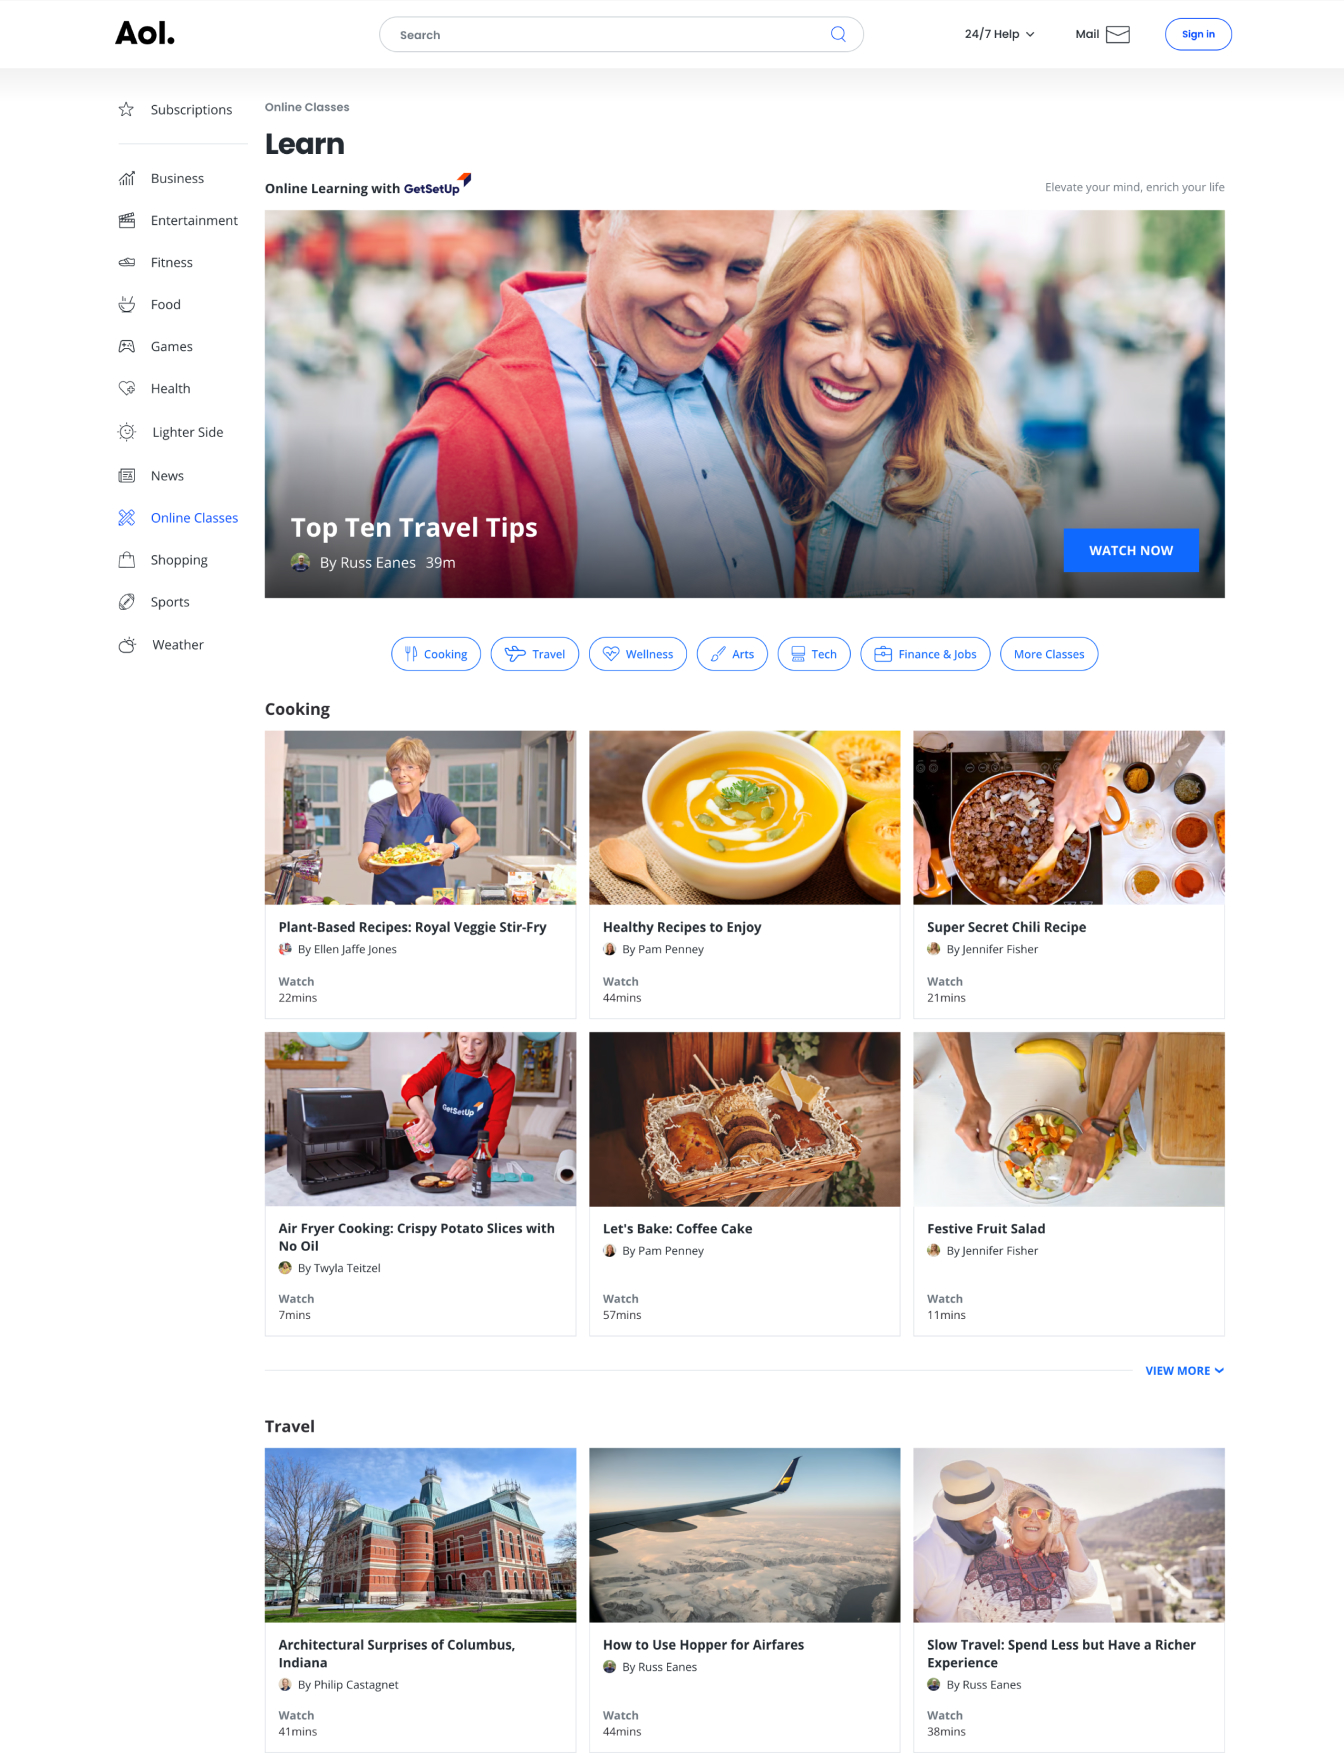 Aol.
Search
24/7 Help
Mail
Sign in
Subscriptions
Business
Entertainment
Fitness
Food
Games
Health
Lighter Side
News
Online Classes
Shopping
Sports
Weather
Online Classes
Learn
Online Learning with GetSetUp
Elevate your mind, enrich your life
Top Ten Travel Tips
By Russ Eanes 39m
WATCH NOW
Cooking
Travel
Wellness
Arts
Tech
Finance & Jobs
More Classes
Cooking
Plant-Based Recipes: Royal Veggie Stir-Fry
By Ellen Jaffe Jones
Watch
22mins
Healthy Recipes to Enjoy
By Pam Penney
Watch
44mins
Super Secret Chili Recipe
By Jennifer Fisher
Watch
21mins
GetSetUp
Air Fryer Cooking: Crispy Potato Slices with
No Oil
By Twyla Teitzel
Watch
7mins
Let's Bake: Coffee Cake
By Pam Penney
Watch
57mins
Festive Fruit Salad
By Jennifer Fisher
Watch
11mins
VIEW MORE
Travel
Architectural Surprises of Columbus,
Indiana
By Philip Castagnet
Watch
41mins
How to Use Hopper for Airfares
By Russ Eanes
Watch
44mins
Slow Travel: Spend Less but Have a Richer
Experience
By Russ Eanes
Watch
38mins